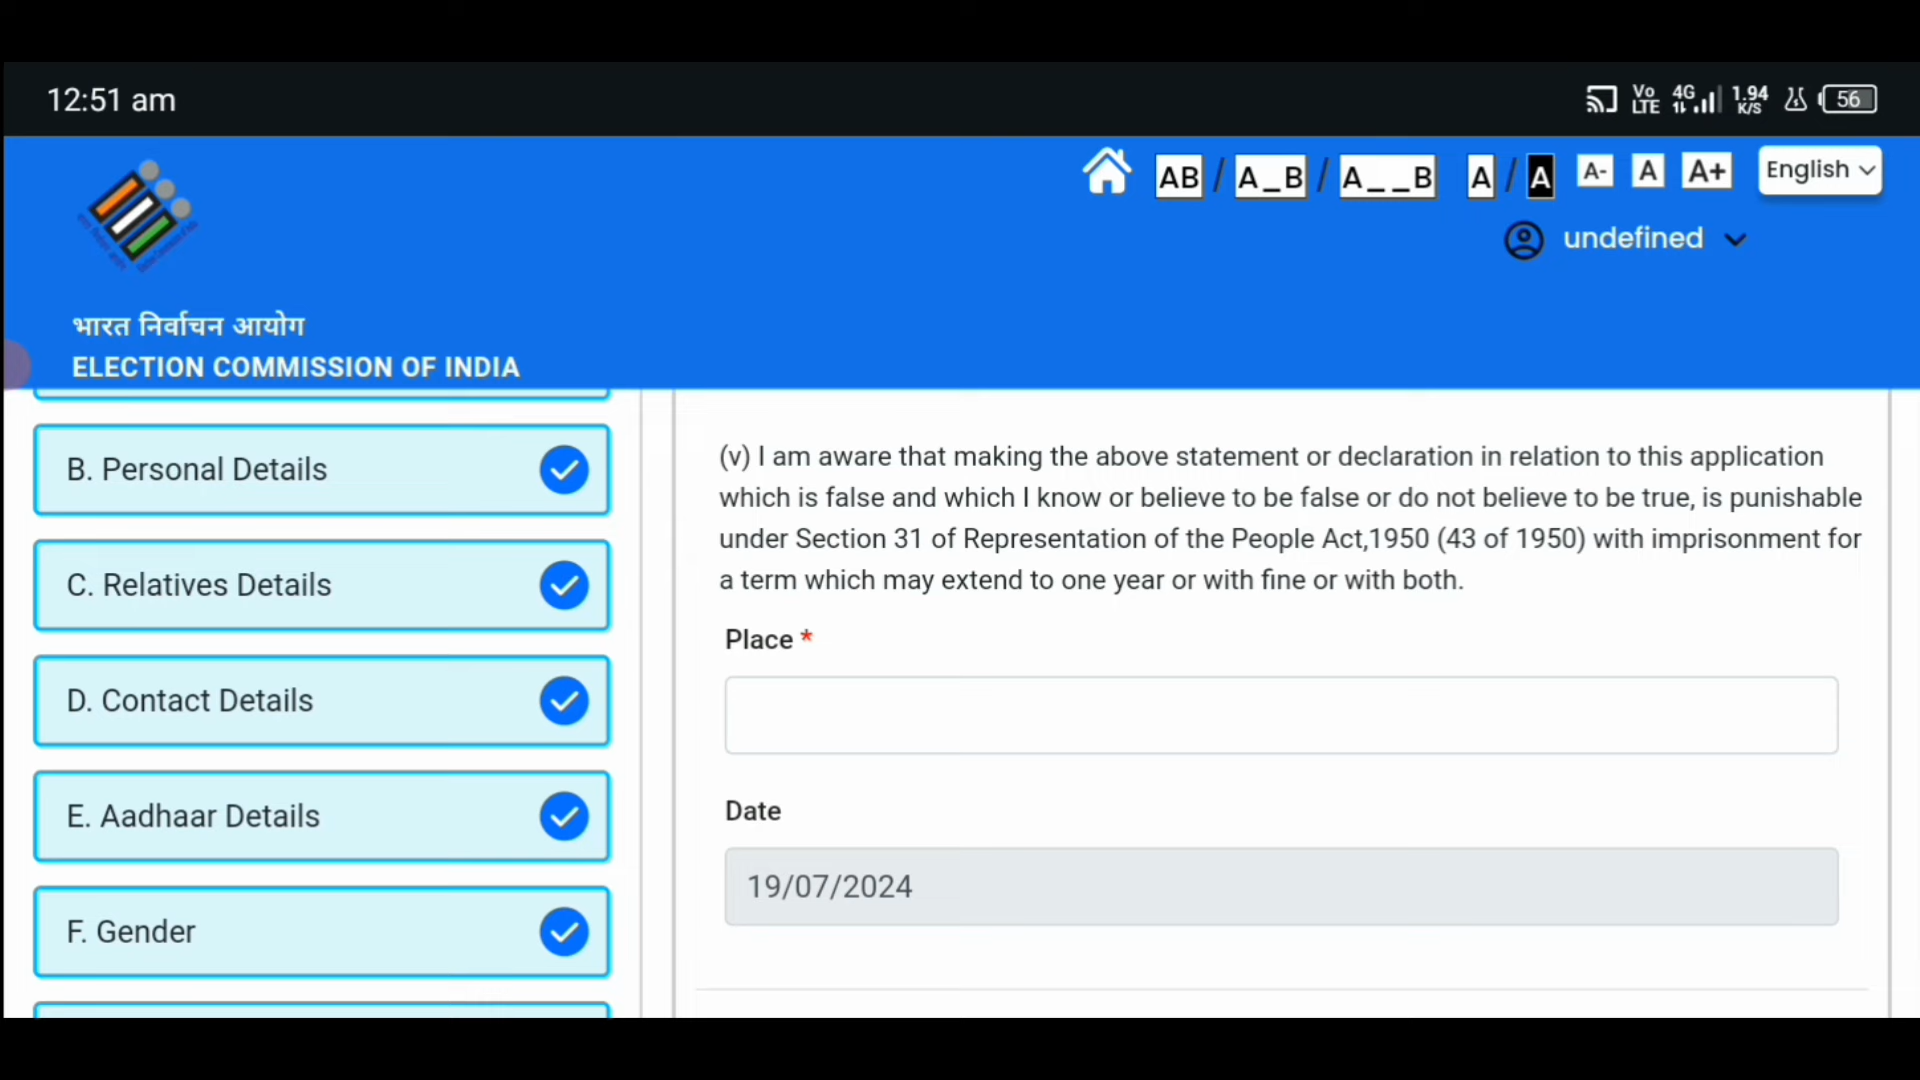 12:51 am
Vo LTE 4G 1.94 K/S 56
AB / A_B / A__B A / A A- A A+ English
undefined
भारत निर्वाचन आयोग
ELECTION COMMISSION OF INDIA
B. Personal Details
C. Relatives Details
D. Contact Details
E. Aadhaar Details
F. Gender
(v) I am aware that making the above statement or declaration in relation to this application
which is false and which I know or believe to be false or do not believe to be true, is punishable
under Section 31 of Representation of the People Act,1950 (43 of 1950) with imprisonment for
a term which may extend to one year or with fine or with both.
Place *
Date
19/07/2024